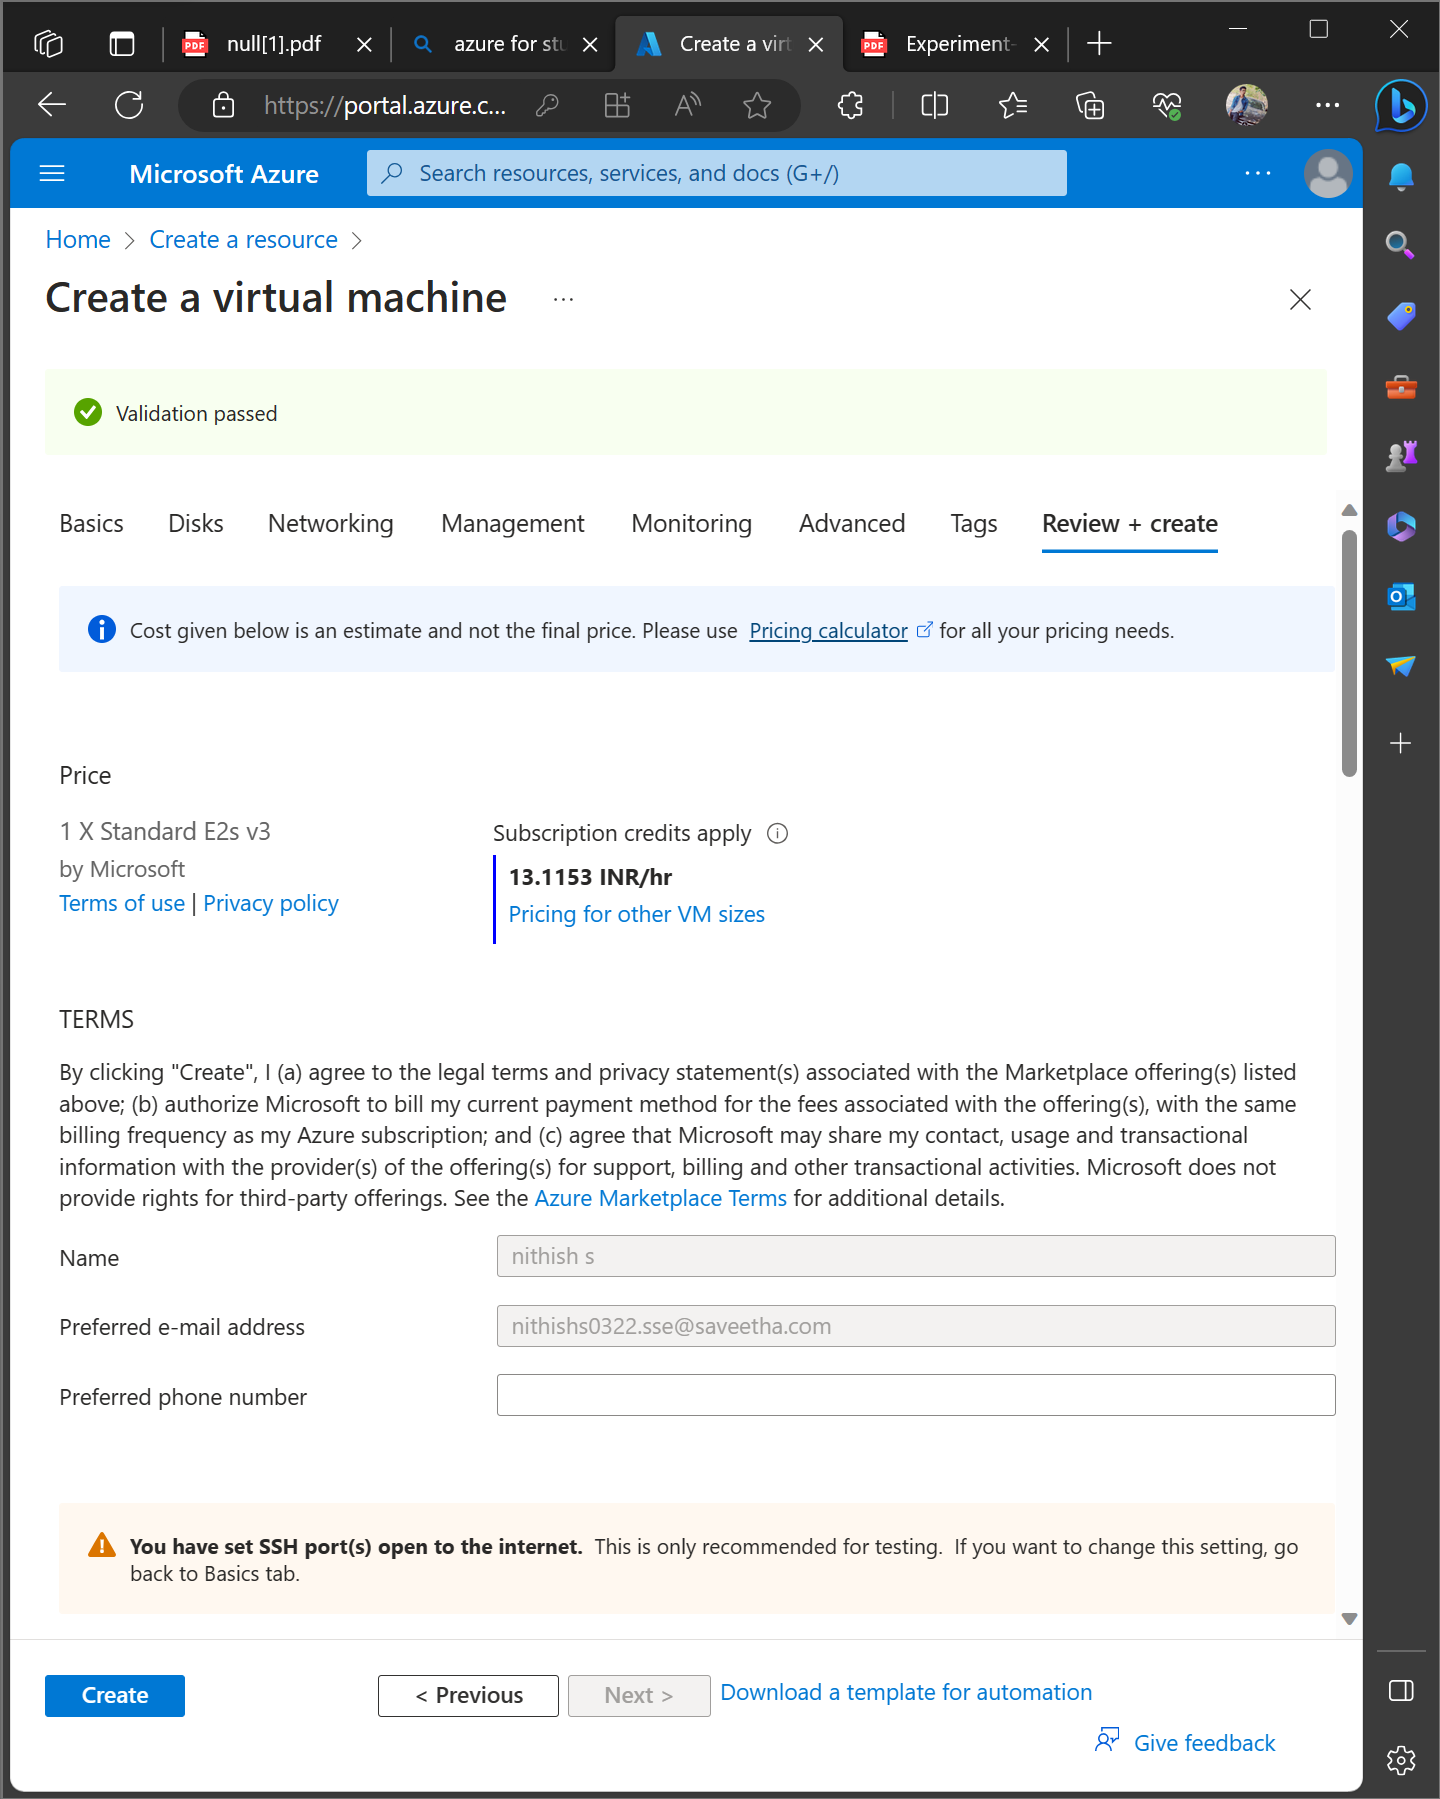 null[1].pdf
azure for stu
Create a virt
Experiment-
https://portal.azure.c...
Microsoft Azure
Search resources, services, and docs (G+/)
Home > Create a resource >
Create a virtual machine ...
Validation passed
Basics Disks Networking Management Monitoring Advanced Tags Review + create
Cost given below is an estimate and not the final price. Please use Pricing calculator for all your pricing needs.
Price
1 X Standard E2s v3
by Microsoft
Terms of use | Privacy policy
Subscription credits apply
13.1153 INR/hr
Pricing for other VM sizes
TERMS
By clicking "Create", I (a) agree to the legal terms and privacy statement(s) associated with the Marketplace offering(s) listed
above; (b) authorize Microsoft to bill my current payment method for the fees associated with the offering(s), with the same
billing frequency as my Azure subscription; and (c) agree that Microsoft may share my contact, usage and transactional
information with the provider(s) of the offering(s) for support, billing and other transactional activities. Microsoft does not
provide rights for third-party offerings. See the Azure Marketplace Terms for additional details.
Name nithish s
Preferred e-mail address nithishs0322.sse@saveetha.com
Preferred phone number
You have set SSH port(s) open to the internet. This is only recommended for testing. If you want to change this setting, go
back to Basics tab.
Create < Previous Next > Download a template for automation
Give feedback